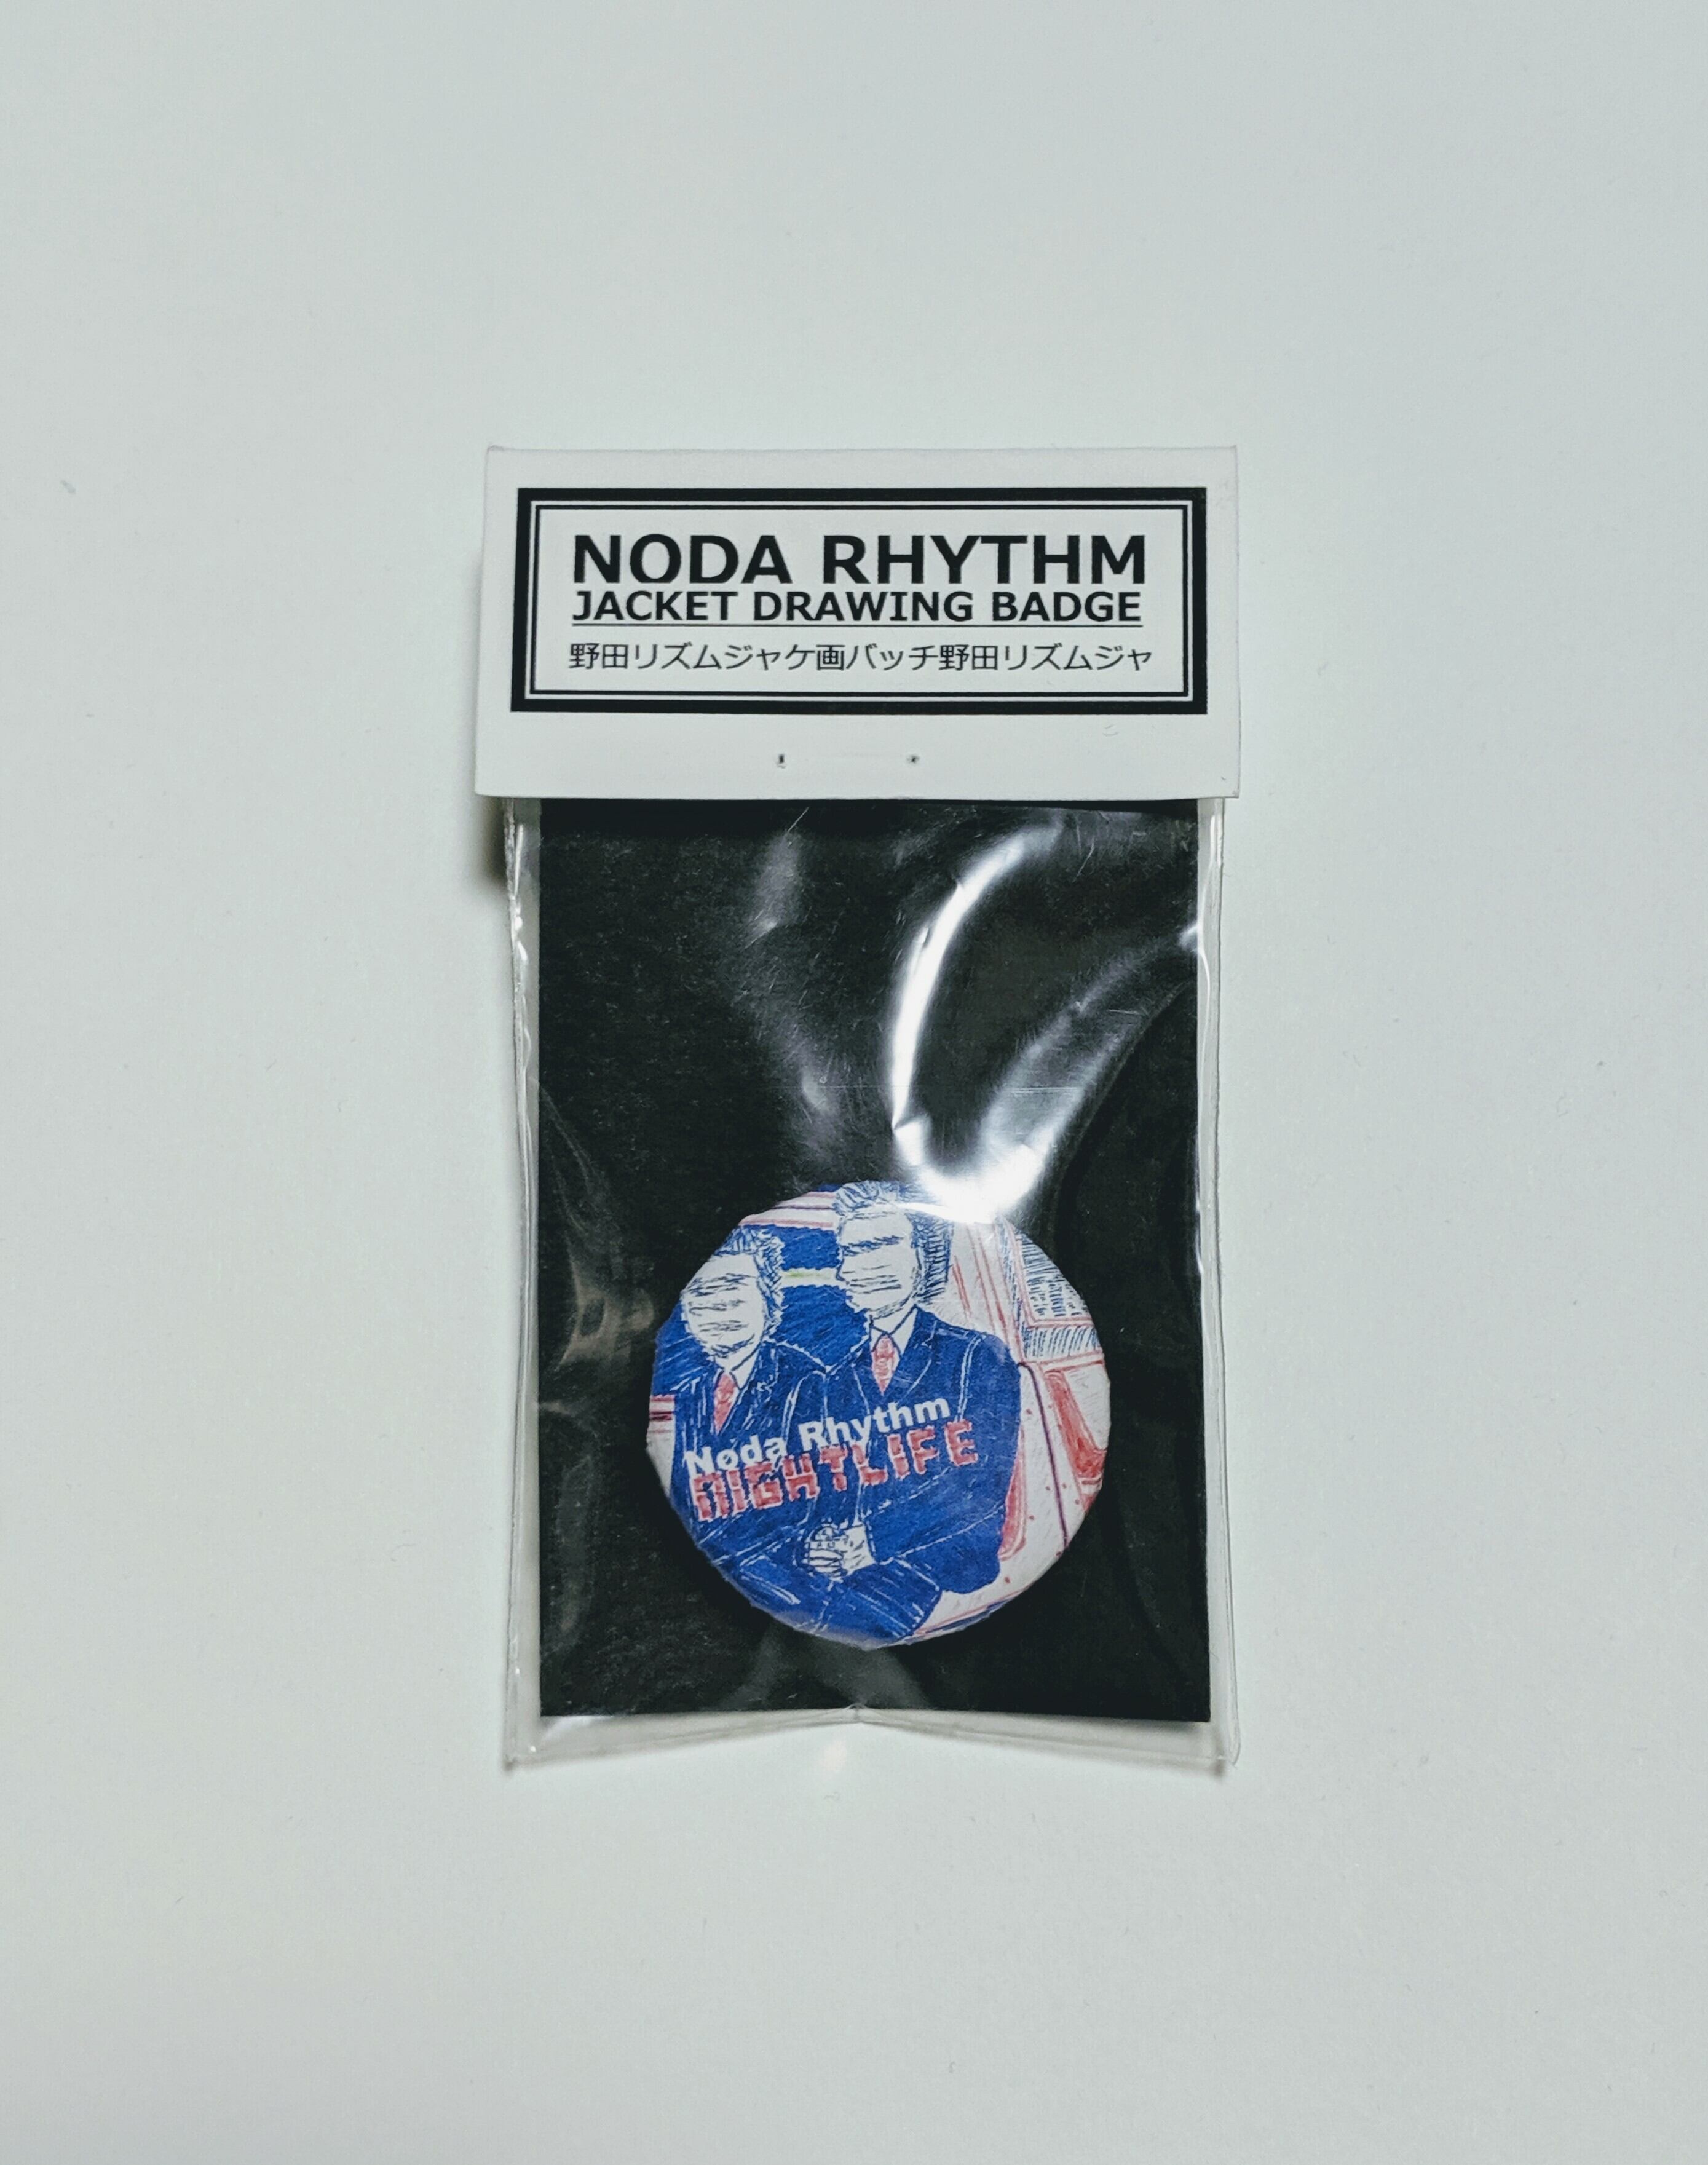 NODA RHYTHM
JACKET DRAWING BADGE
野田リズムジャケ画バッチ野田リズムジャ
Noda Rhythm
NIGHTLIFE